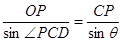 OP/sin ∠PCD = CP/sin θ